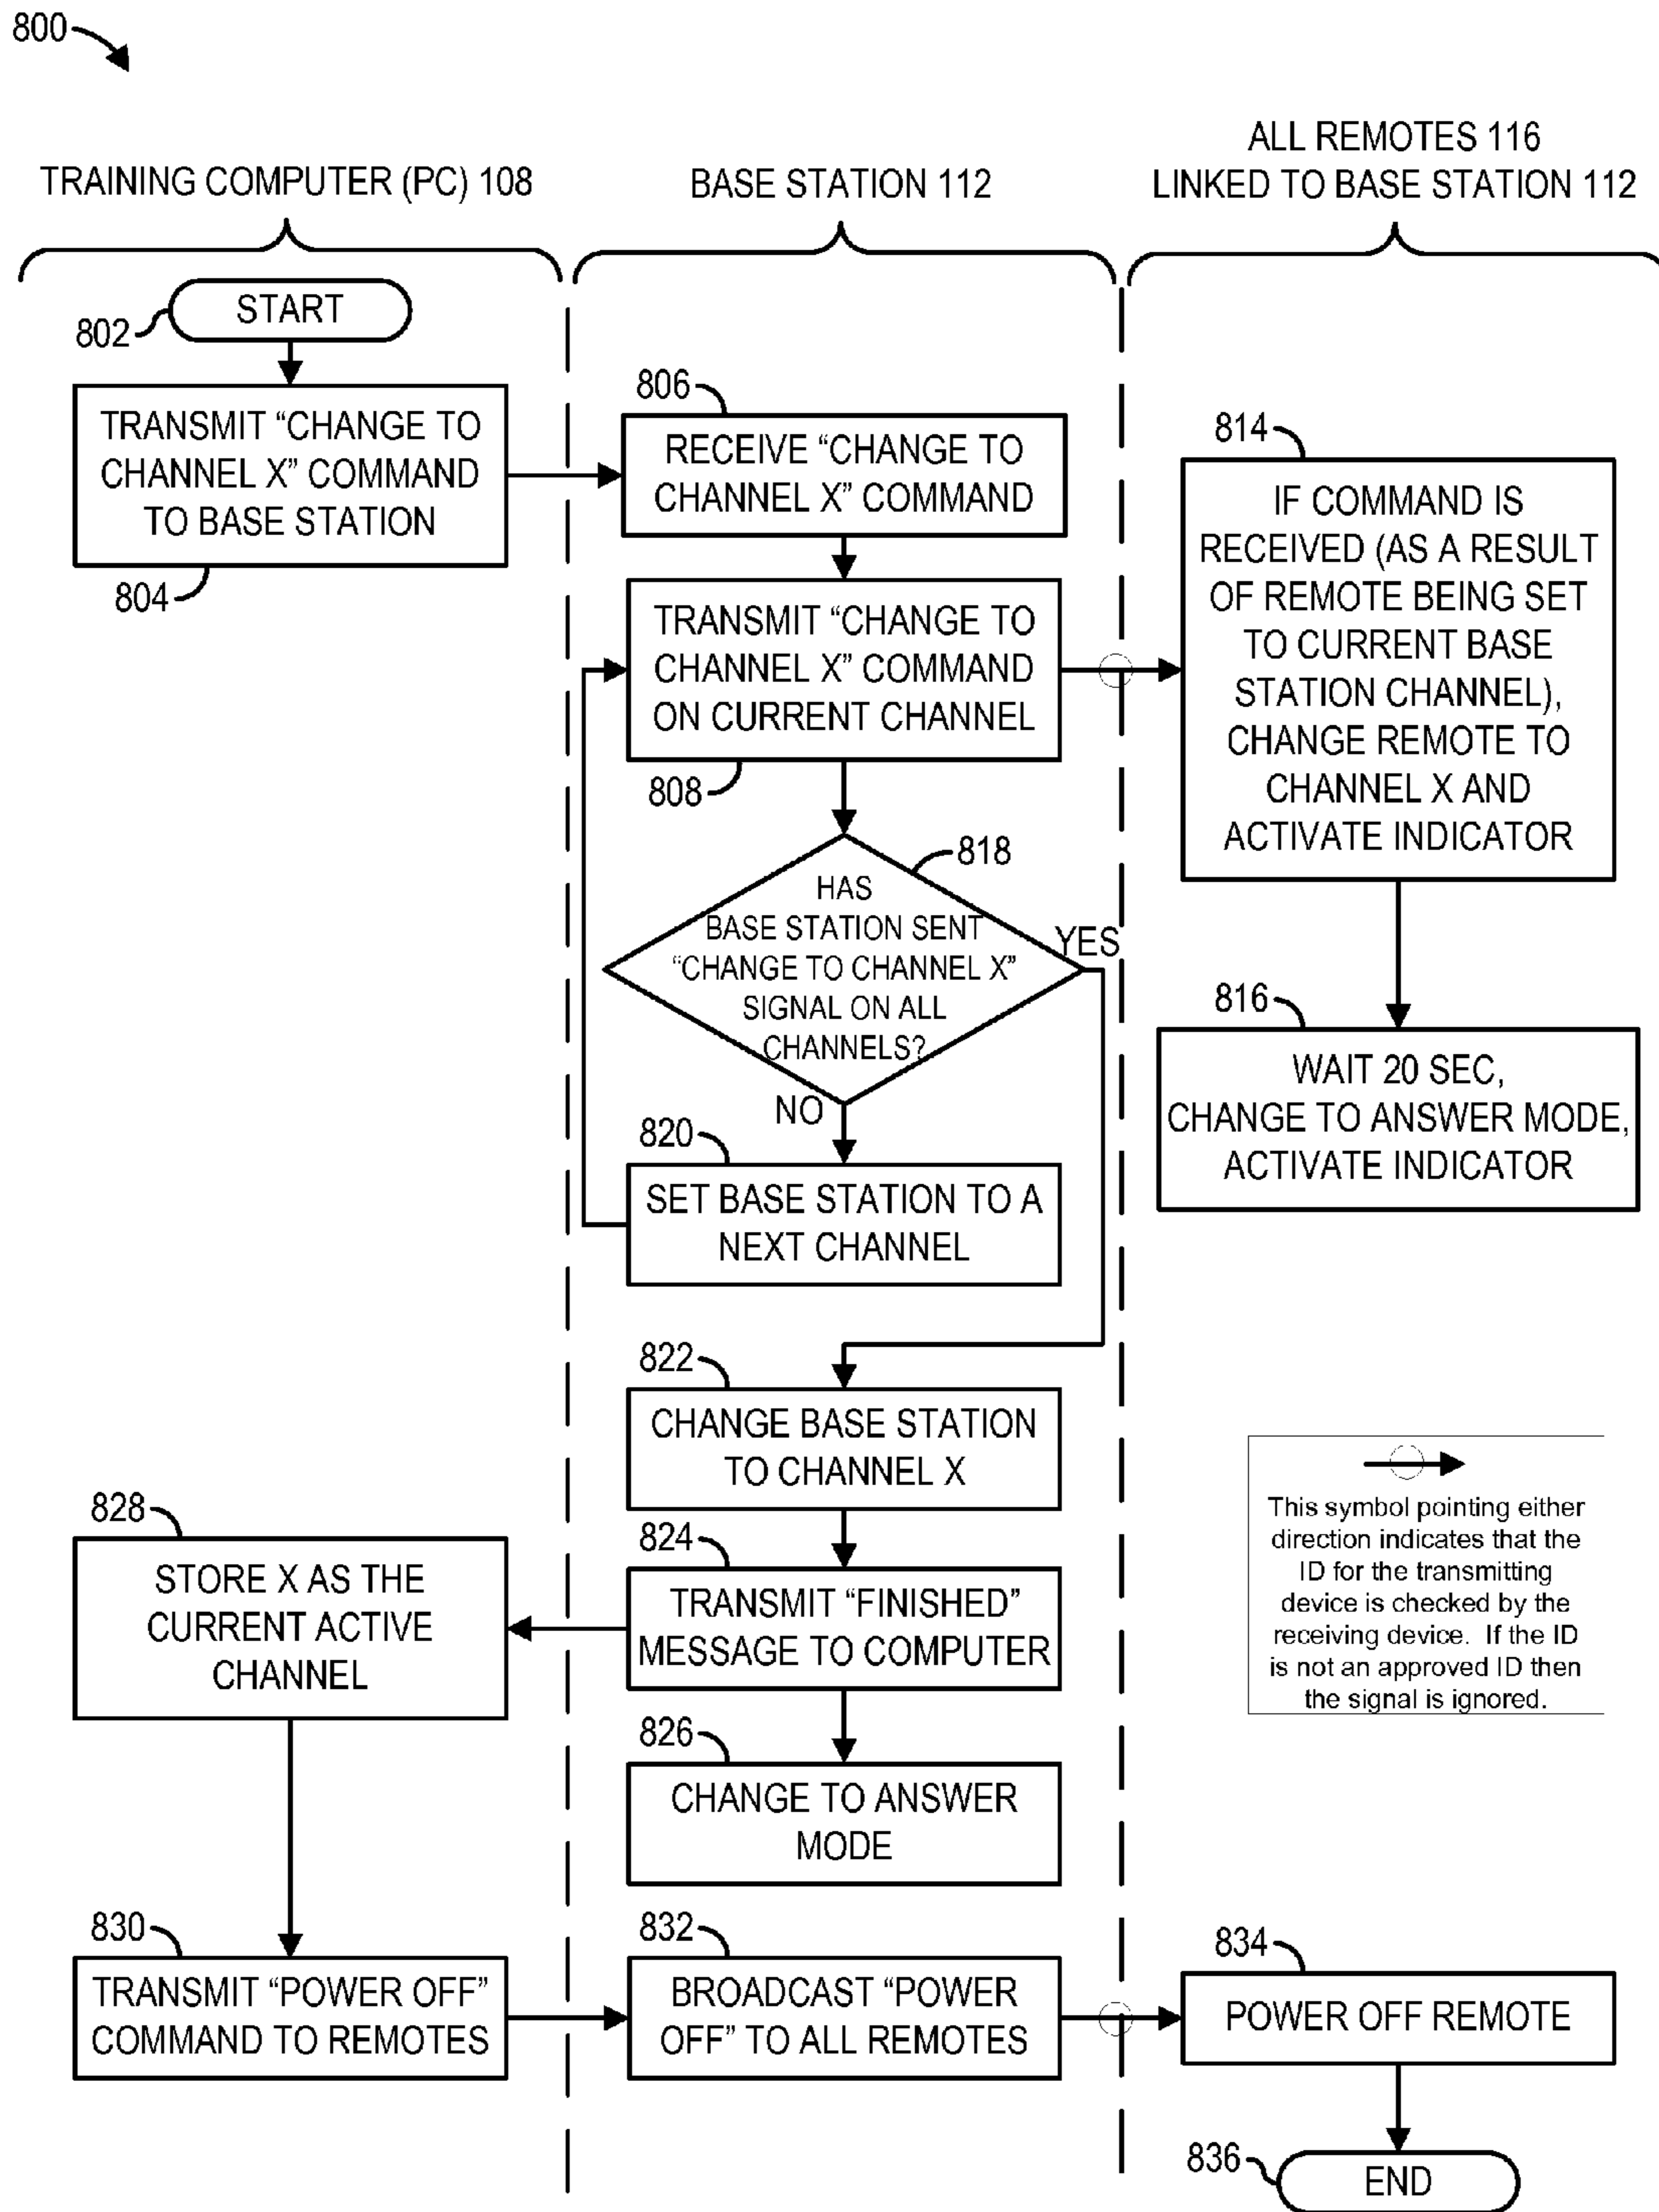 800
TRAINING COMPUTER (PC) 108
BASE STATION 112
ALL REMOTES 116
LINKED TO BASE STATION 112
802
START
804
TRANSMIT “CHANGE TO
CHANNEL X” COMMAND
TO BASE STATION
806
RECEIVE “CHANGE TO
CHANNEL X” COMMAND
808
TRANSMIT “CHANGE TO
CHANNEL X” COMMAND
ON CURRENT CHANNEL
814
IF COMMAND IS
RECEIVED (AS A RESULT
OF REMOTE BEING SET
TO CURRENT BASE
STATION CHANNEL),
CHANGE REMOTE TO
CHANNEL X AND
ACTIVATE INDICATOR
816
WAIT 20 SEC,
CHANGE TO ANSWER MODE,
ACTIVATE INDICATOR
818
HAS
BASE STATION SENT
“CHANGE TO CHANNEL X”
SIGNAL ON ALL
CHANNELS?
YES
NO
820
SET BASE STATION TO A
NEXT CHANNEL
822
CHANGE BASE STATION
TO CHANNEL X
824
TRANSMIT “FINISHED”
MESSAGE TO COMPUTER
826
CHANGE TO ANSWER
MODE
828
STORE X AS THE
CURRENT ACTIVE
CHANNEL
This symbol pointing either
direction indicates that the
ID for the transmitting
device is checked by the
receiving device. If the ID
is not an approved ID then
the signal is ignored.
830
TRANSMIT “POWER OFF”
COMMAND TO REMOTES
832
BROADCAST “POWER
OFF” TO ALL REMOTES
834
POWER OFF REMOTE
836
END